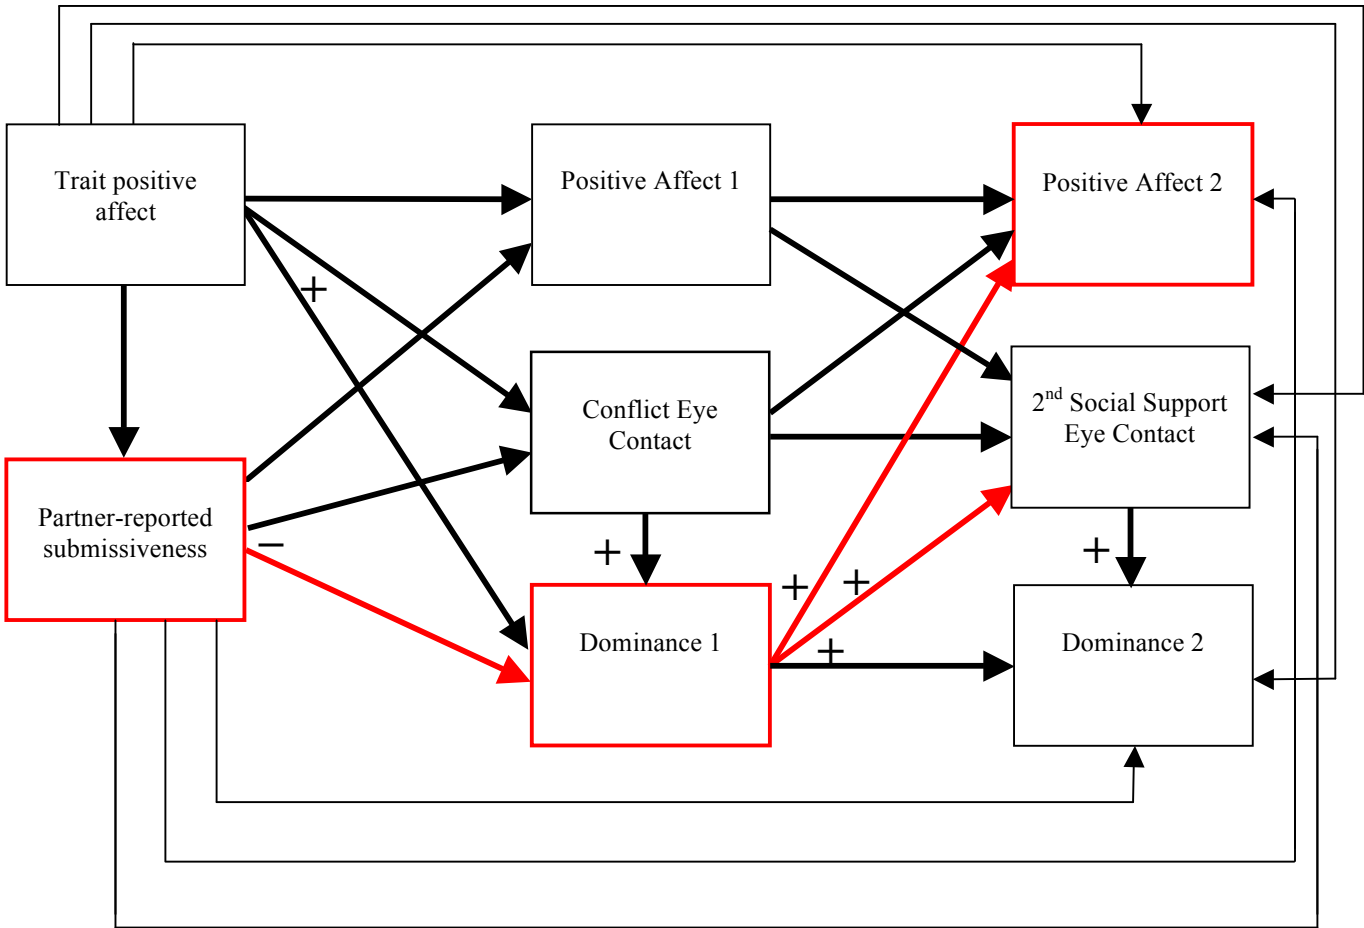 Trait positive
affect
Positive Affect 1
Positive Affect 2
+
Conflict Eye
Contact
2nd Social Support
Eye Contact
Partner-reported
submissiveness
−
+
+
+
+
+
Dominance 1
Dominance 2